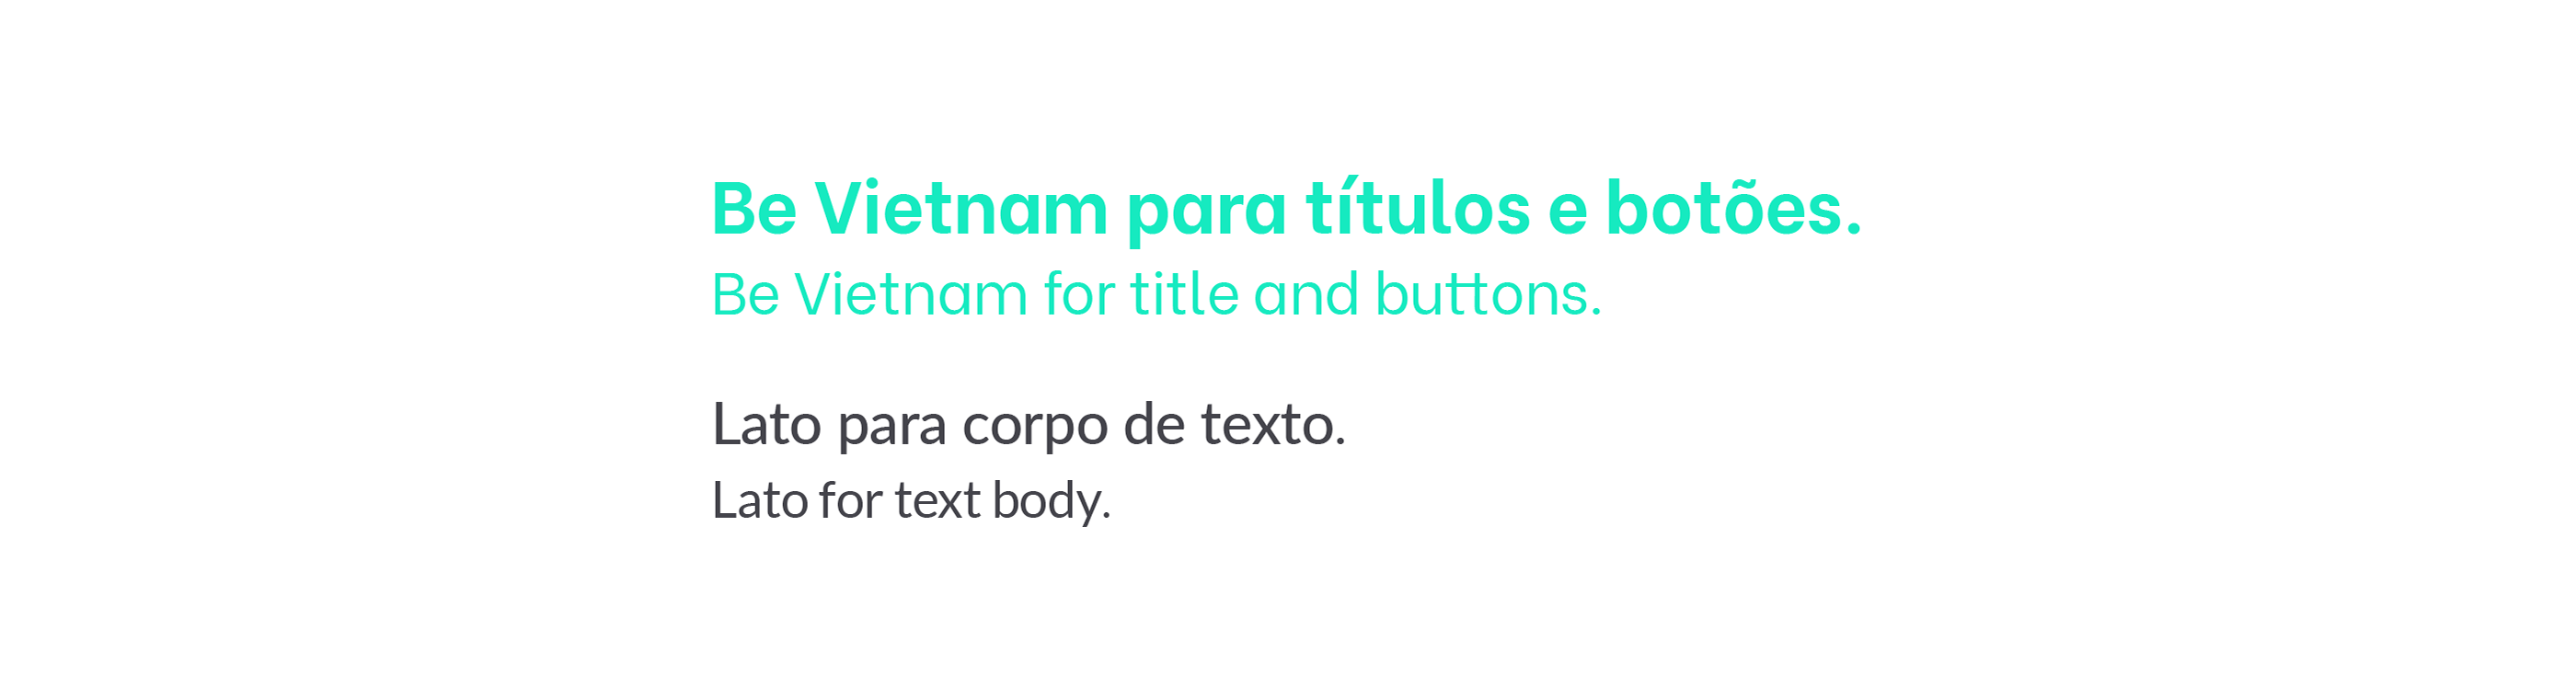 Be Vietnam para títulos e botões.
Be Vietnam for title and buttons.
Lato para corpo de texto.
Lato for text body.